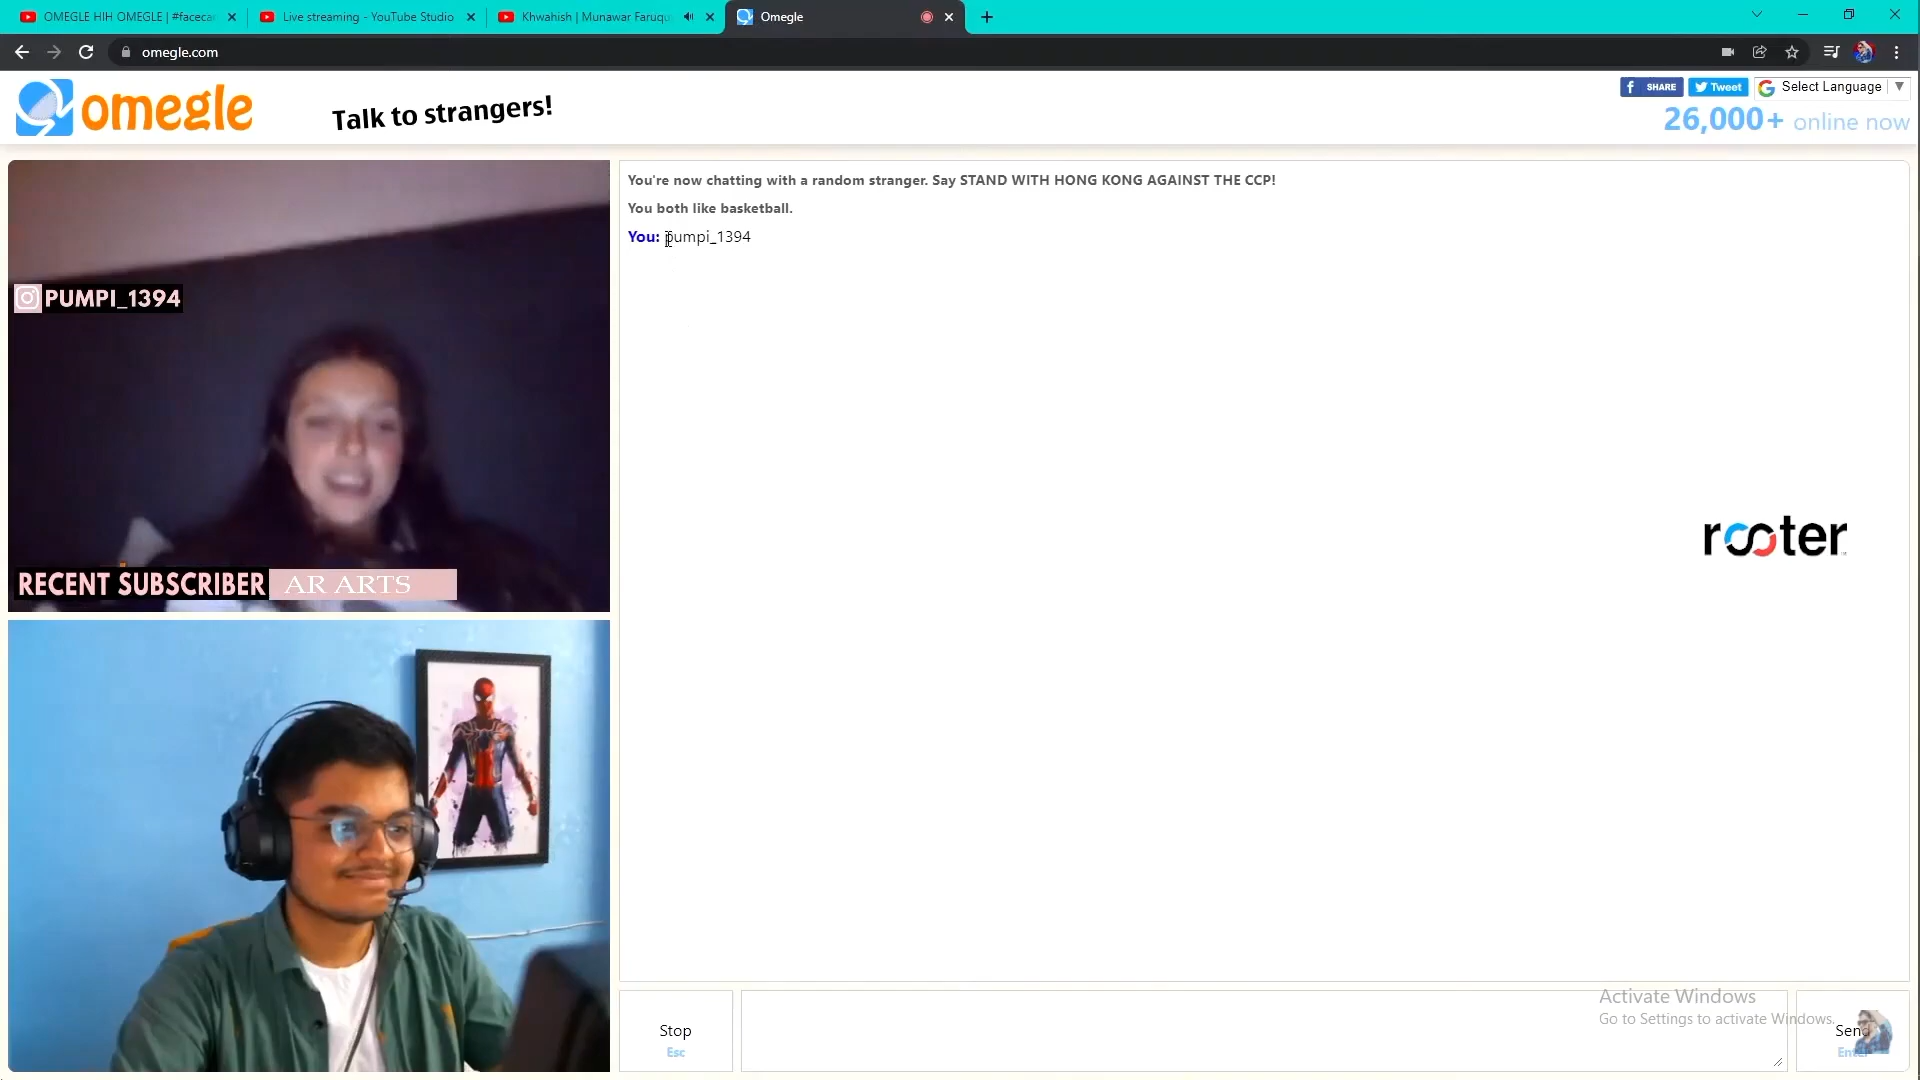 OMEGLE HIH OMEGLE | #faceca
Live streaming - YouTube Studio
Khwahish | Munawar Faruqu
Omegle
omegle.com
omegle
Talk to strangers!
SHARE
Tweet
Select Language
26,000+ online now
You're now chatting with a random stranger. Say STAND WITH HONG KONG AGAINST THE CCP!
You both like basketball.
You: pumpi_1394
PUMPI_1394
rooter
RECENT SUBSCRIBER AR ARTS
Activate Windows
Go to Settings to activate Windows.
Stop
Esc
Send